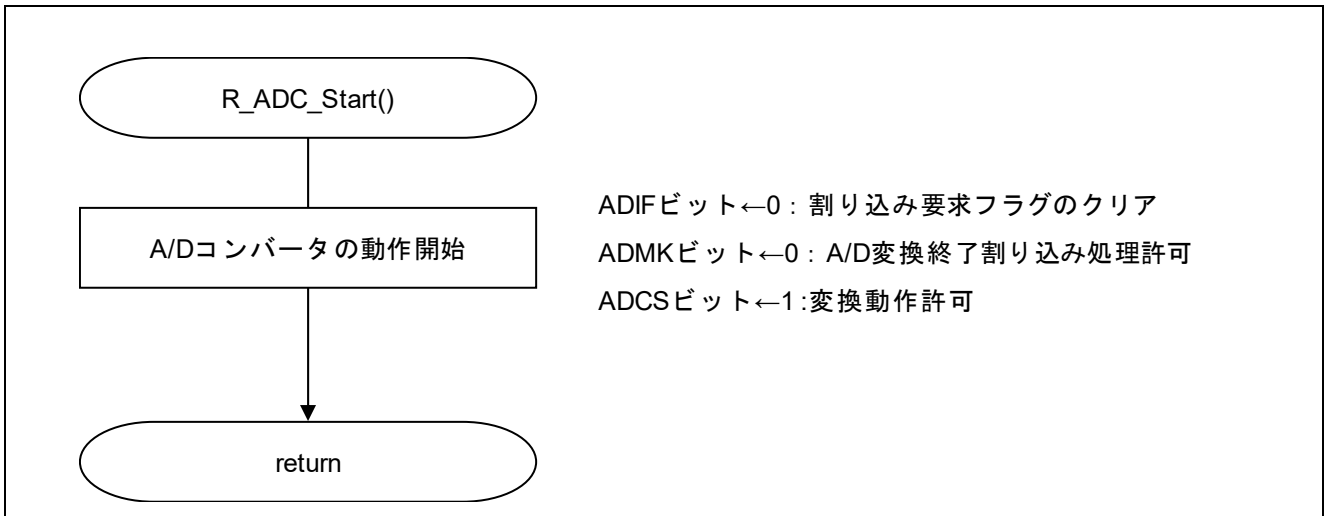 R_ADC_Start()
A/Dコンバータの動作開始
ADIFビット←0：割り込み要求フラグのクリア
ADMKビット←0：A/D変換終了割り込み処理許可
ADCSビット←1:変換動作許可
return